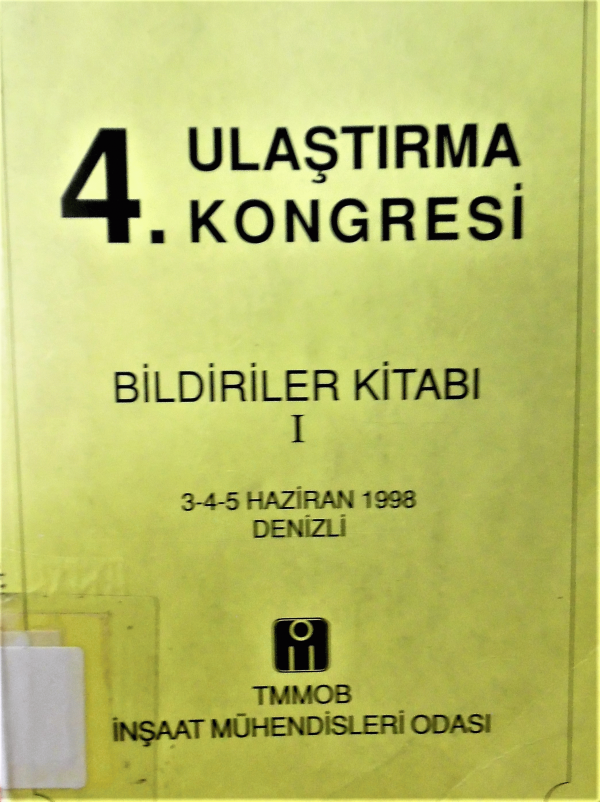 4. ULAŞTIRMA
KONGRESİ
BİLDİRİLER KİTABI
I
3-4-5 HAZİRAN 1998
DENİZLİ
TMMOB
İNŞAAT MÜHENDİSLERİ ODASI